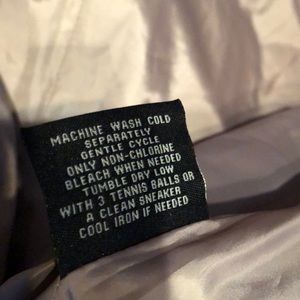 MACHINE WASH COLD
SEPARATELY
GENTLE CYCLE
ONLY NON-CHLORINE
BLEACH WHEN NEEDED
TUMBLE DRY LOW
WITH 3 TENNIS BALLS OR
A CLEAN SNEAKER
COOL IRON IF NEEDED